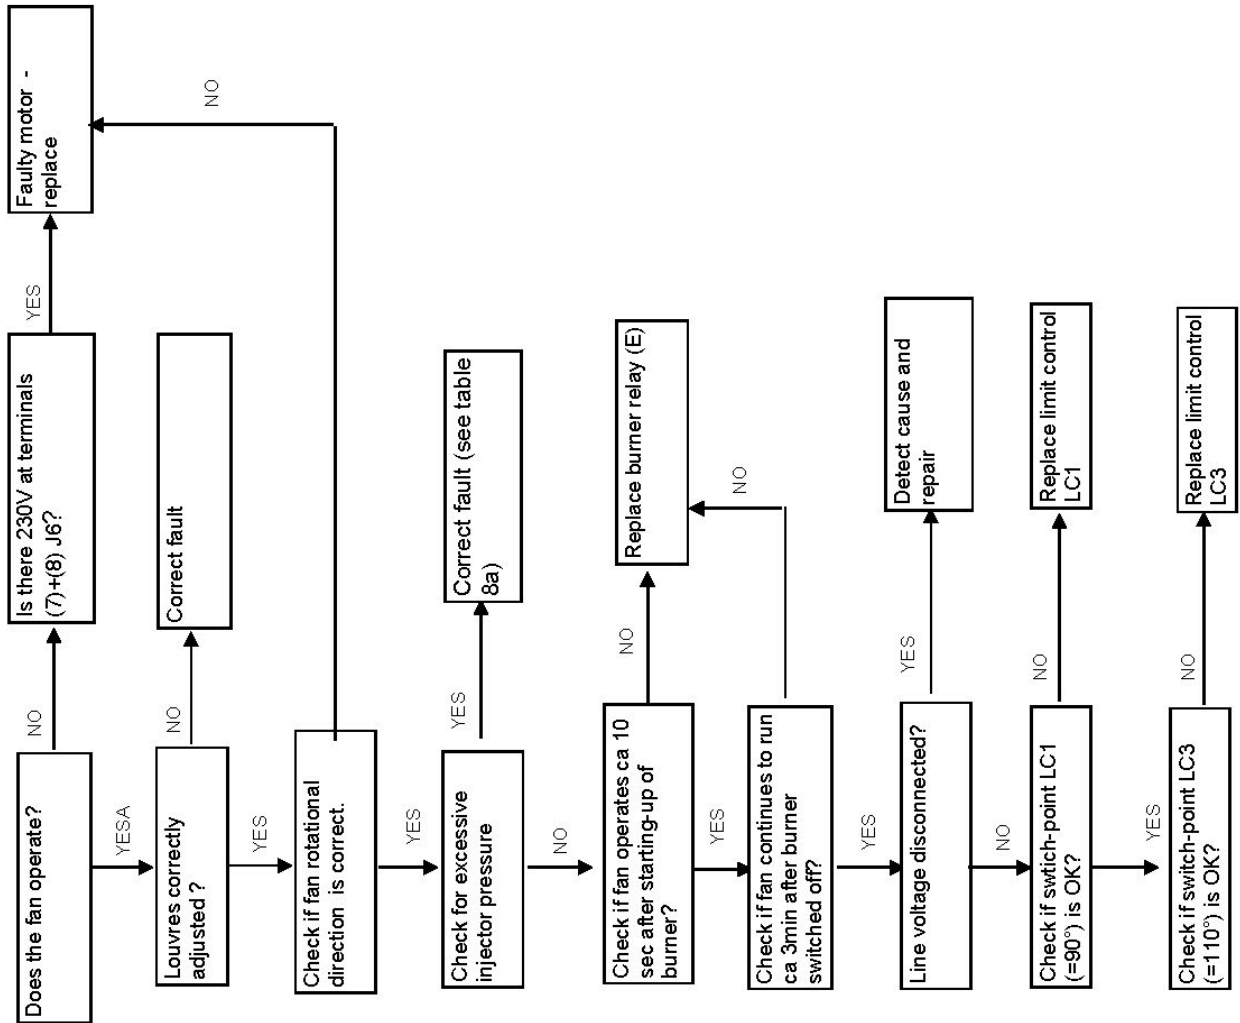 Does the fan operate?
NO
Is there 230V at terminals
(7)+(8) J6?
YES
Faulty motor -
replace
YESA
Louvres correctly
adjusted ?
NO
Correct fault
YES
Check if fan rotational
direction is correct.
NO
YES
Check for excessive
injector pressure
YES
Correct fault (see table
8a)
NO
Check if fan operates ca 10
sec after starting-up of
burner?
NO
Replace burner relay (E)
YES
Check if fan continues to run
ca 3min after burner
switched off?
NO
YES
Line voltage disconnected?
YES
Detect cause and
repair
NO
Check if swtich-point LC1
(=90°) is OK?
NO
Replace limit control
LC1
YES
Check if switch-point LC3
(=110°) is OK?
NO
Replace limit control
LC3